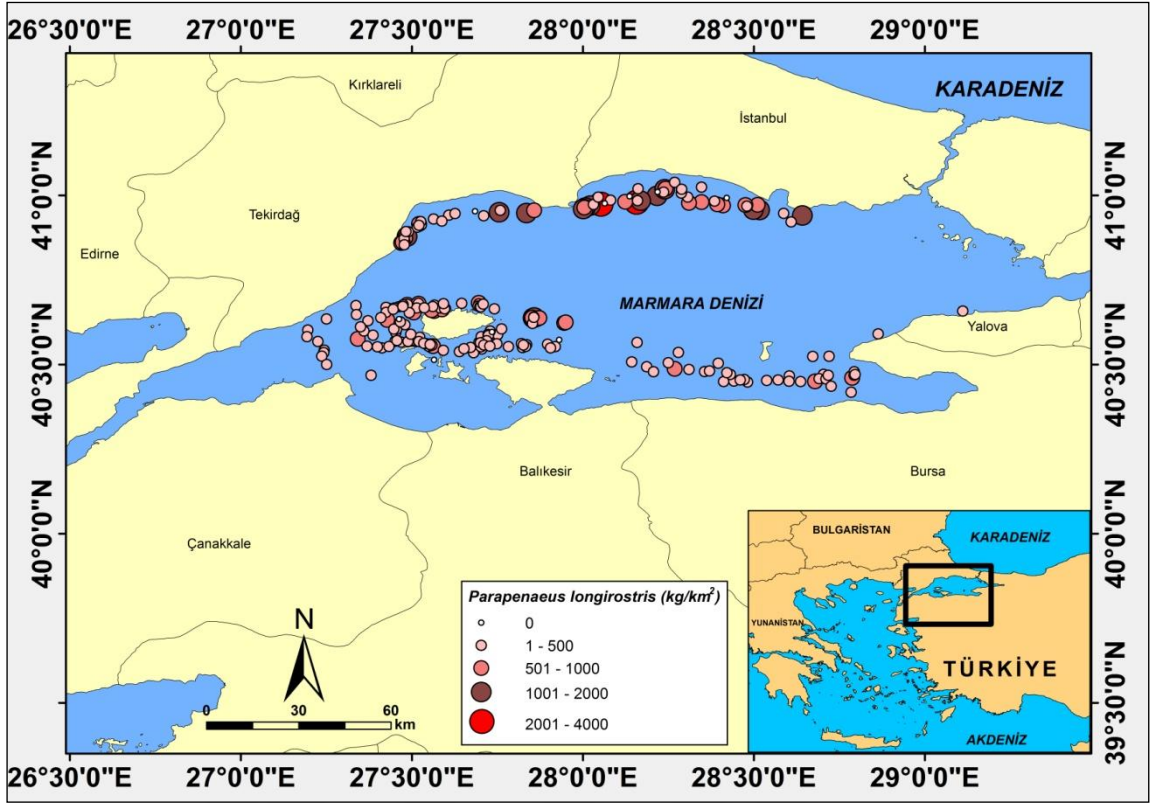 26°30'0"E 27°0'0"E 27°30'0"E 28°0'0"E 28°30'0"E 29°0'0"E
KARADENİZ
Kırklareli
İstanbul
41°0'0"N
41°0'0"N
Tekirdağ
Edirne
MARMARA DENİZİ
Yalova
40°30'0"N
40°30'0"N
Balıkesir
Bursa
Çanakkale
40°0'0"N
40°0'0"N
BULGARİSTAN
KARADENİZ
YUNANİSTAN
TÜRKİYE
AKDENİZ
Parapenaeus longirostris (kg/km²)
0
1 - 500
501 - 1000
1001 - 2000
2001 - 4000
N
0 30 60
km
39°30'0"N
26°30'0"E 27°0'0"E 27°30'0"E 28°0'0"E 28°30'0"E 29°0'0"E